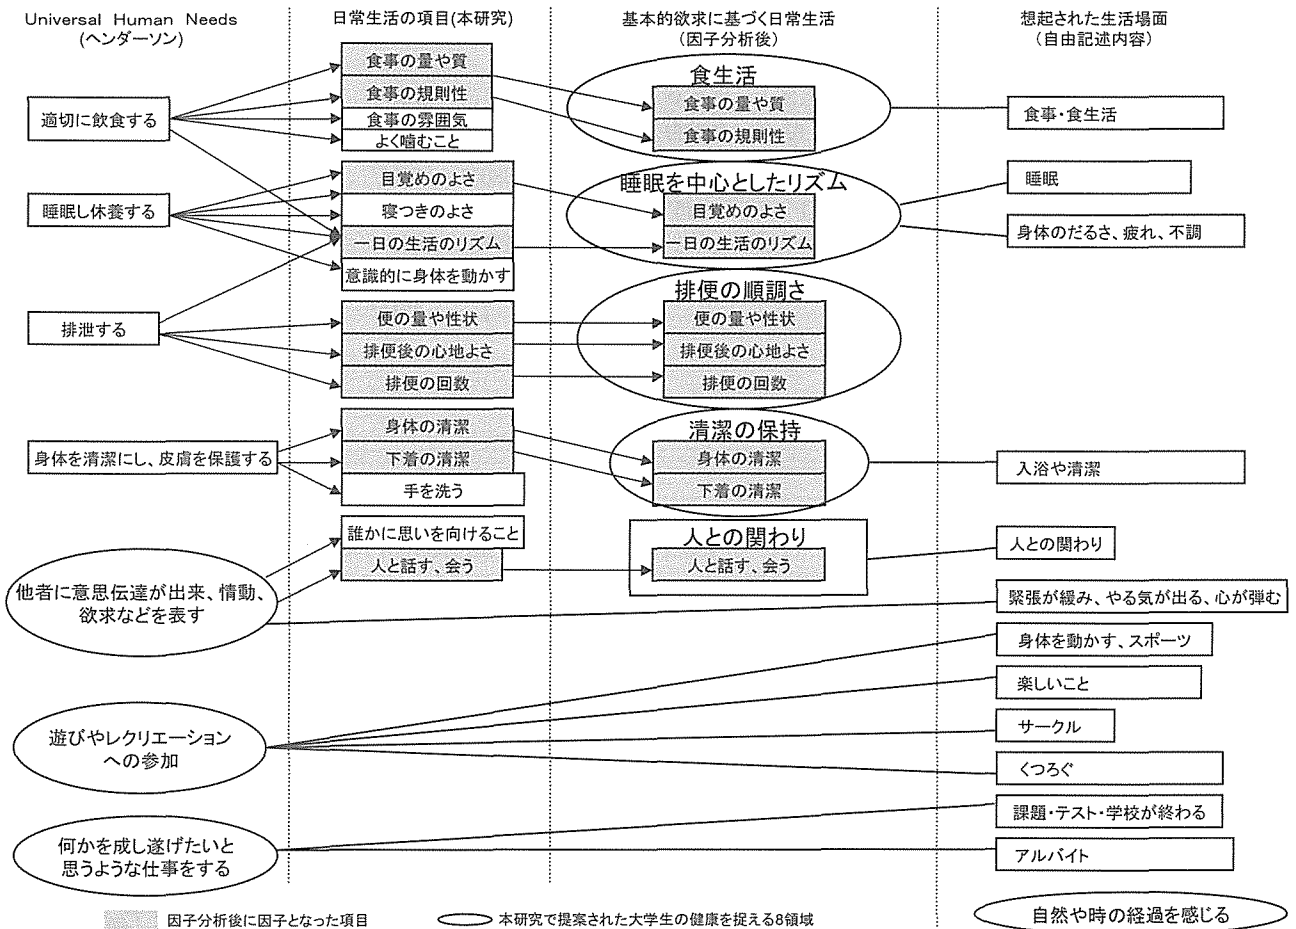 Universal Human Needs
(ヘンダーソン)
日常生活の項目(本研究)
基本的欲求に基づく日常生活
(因子分析後)
想起された生活場面
(自由記述内容)
適切に飲食する
睡眠し休養する
排泄する
身体を清潔にし、皮膚を保護する
他者に意思伝達が出来、情動、
欲求などを表す
遊びやレクリエーション
への参加
何かを成し遂げたいと
思うような仕事をする
食事の量や質
食事の規則性
食事の雰囲気
よく噛むこと
目覚めのよさ
寝つきのよさ
一日の生活のリズム
意識的に身体を動かす
便の量や性状
排便後の心地よさ
排便の回数
身体の清潔
下着の清潔
手を洗う
誰かに思いを向けること
人と話す、会う
食生活
食事の量や質
食事の規則性
睡眠を中心としたリズム
目覚めのよさ
一日の生活のリズム
排便の順調さ
便の量や性状
排便後の心地よさ
排便の回数
清潔の保持
身体の清潔
下着の清潔
人との関わり
人と話す、会う
食事・食生活
睡眠
身体のだるさ、疲れ、不調
入浴や清潔
人との関わり
緊張が緩み、やる気が出る、心が弾む
身体を動かす、スポーツ
楽しいこと
サークル
くつろぐ
課題・テスト・学校が終わる
アルバイト
自然や時の経過を感じる
因子分析後に因子となった項目
本研究で提案された大学生の健康を捉える8領域